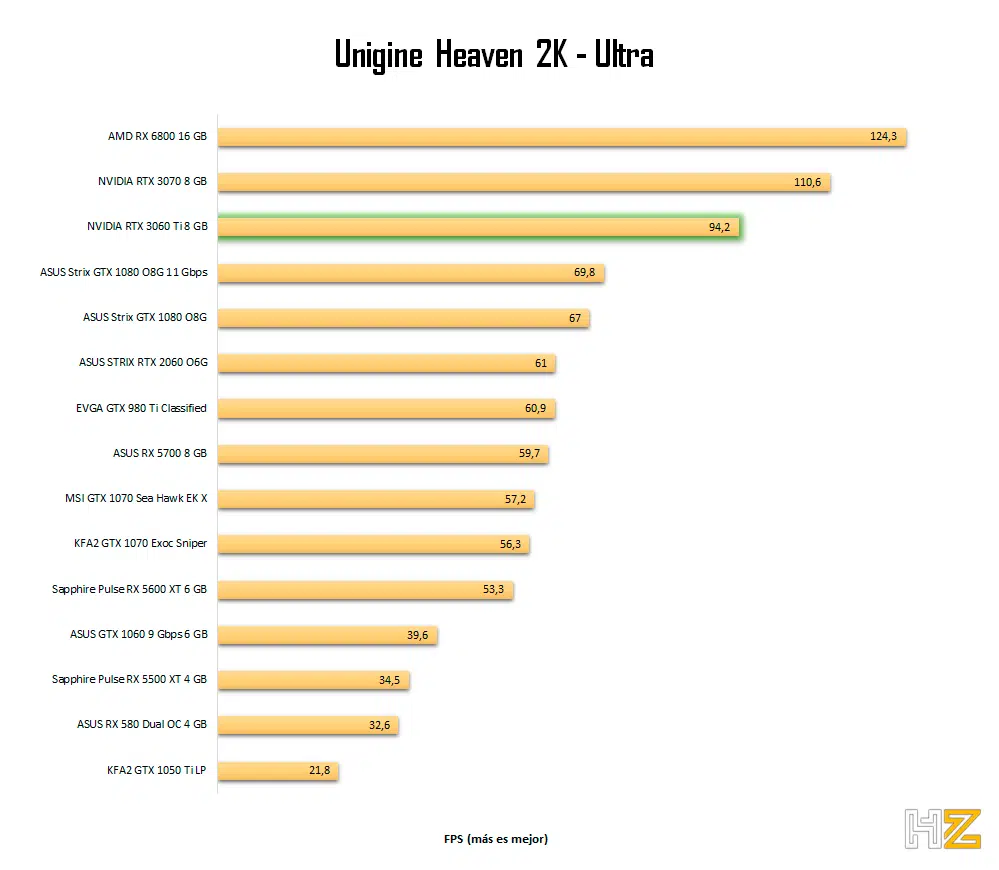 Unigine Heaven 2K - Ultra
AMD RX 6800 16 GB 124,3
NVIDIA RTX 3070 8 GB 110,6
NVIDIA RTX 3060 Ti 8 GB 94,2
ASUS Strix GTX 1080 O8G 11 Gbps 69,8
ASUS Strix GTX 1080 O8G 67
ASUS STRIX RTX 2060 O6G 61
EVGA GTX 980 Ti Classified 60,9
ASUS RX 5700 8 GB 59,7
MSI GTX 1070 Sea Hawk EK X 57,2
KFA2 GTX 1070 Exoc Sniper 56,3
Sapphire Pulse RX 5600 XT 6 GB 53,3
ASUS GTX 1060 9 Gbps 6 GB 39,6
Sapphire Pulse RX 5500 XT 4 GB 34,5
ASUS RX 580 Dual OC 4 GB 32,6
KFA2 GTX 1050 Ti LP 21,8
FPS (más es mejor)
HZ